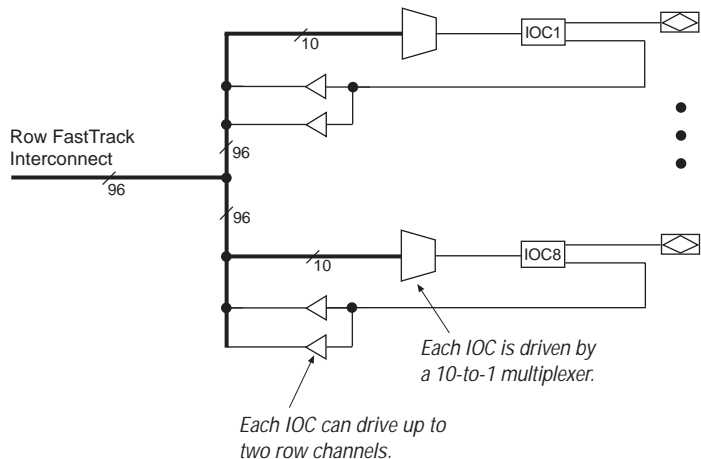 10
IOC1
96
Row FastTrack
Interconnect
96
96
10
IOC8
Each IOC is driven by
a 10-to-1 multiplexer.
Each IOC can drive up to
two row channels.